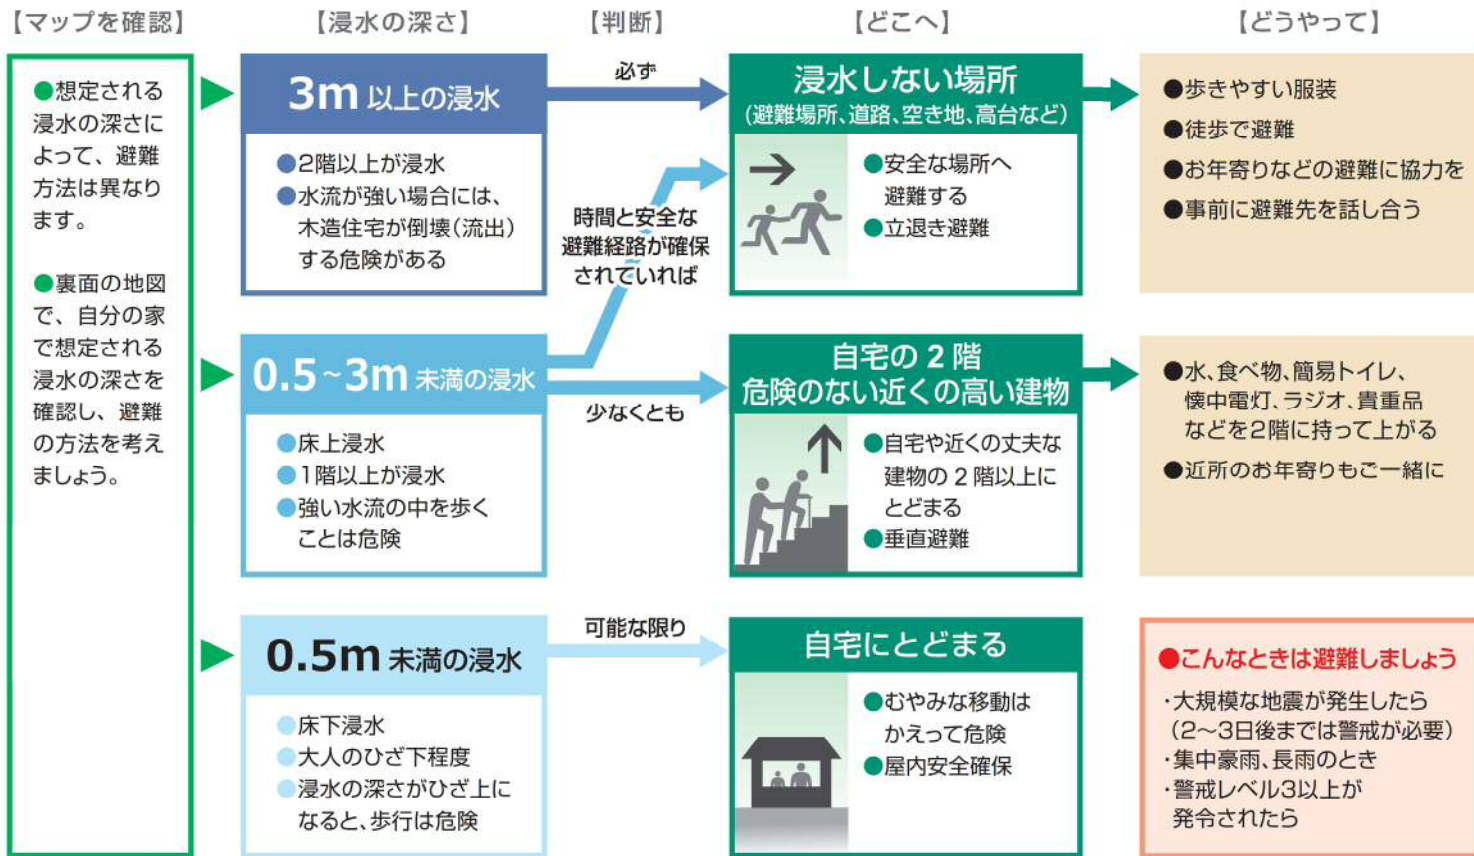 【マップを確認】
【浸水の深さ】
【判断】
【どこへ】
【どうやって】
●想定される
浸水の深さに
よって、避難
方法は異なり
ます。
●裏面の地図
で、自分の家
で想定される
浸水の深さを
確認し、避難
の方法を考え
ましょう。
3m 以上の浸水
●2階以上が浸水
●水流が強い場合には、
木造住宅が倒壊(流出)
する危険がある
必ず
浸水しない場所
(避難場所、道路、空き地、高台など)
●安全な場所へ
避難する
●立退き避難
●歩きやすい服装
●徒歩で避難
●お年寄りなどの避難に協力を
●事前に避難先を話し合う
時間と安全な
避難経路が確保
されていれば
0.5~3m 未満の浸水
●床上浸水
●1階以上が浸水
●強い水流の中を歩く
ことは危険
少なくとも
自宅の2階
危険のない近くの高い建物
●自宅や近くの丈夫な
建物の2階以上に
とどまる
●垂直避難
●水、食べ物、簡易トイレ、
懐中電灯、ラジオ、貴重品
などを2階に持って上がる
●近所のお年寄りもご一緒に
0.5m 未満の浸水
●床下浸水
●大人のひざ下程度
●浸水の深さがひざ上に
なると、歩行は危険
可能な限り
自宅にとどまる
●むやみな移動は
かえって危険
●屋内安全確保
●こんなときは避難しましょう
・大規模な地震が発生したら
(2〜3日後までは警戒が必要)
・集中豪雨、長雨のとき
・警戒レベル3以上が
発令されたら